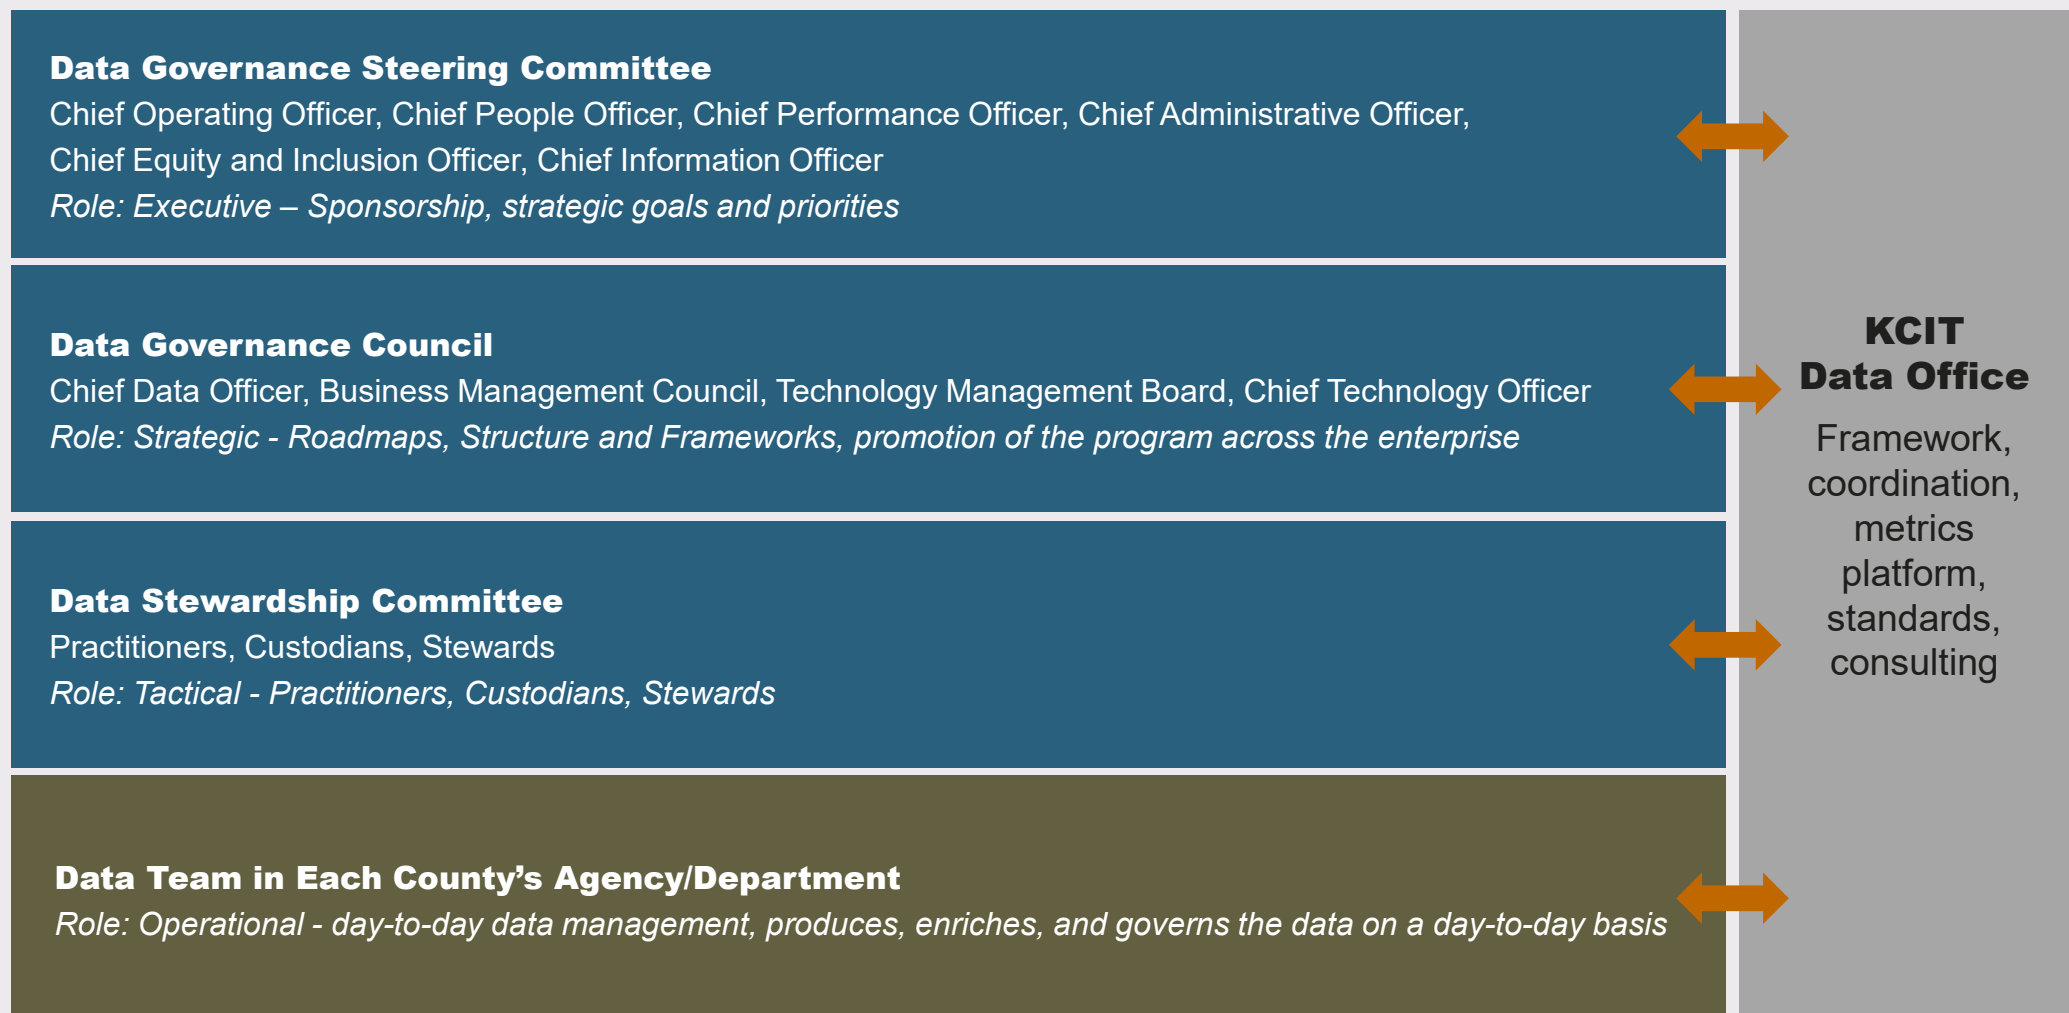 Data Governance Steering Committee
Chief Operating Officer, Chief People Officer, Chief Performance Officer, Chief Administrative Officer,
Chief Equity and Inclusion Officer, Chief Information Officer
Role: Executive – Sponsorship, strategic goals and priorities
Data Governance Council
Chief Data Officer, Business Management Council, Technology Management Board, Chief Technology Officer
Role: Strategic - Roadmaps, Structure and Frameworks, promotion of the program across the enterprise
Data Stewardship Committee
Practitioners, Custodians, Stewards
Role: Tactical - Practitioners, Custodians, Stewards
Data Team in Each County’s Agency/Department
Role: Operational - day-to-day data management, produces, enriches, and governs the data on a day-to-day basis
KCIT
Data Office
Framework,
coordination,
metrics
platform,
standards,
consulting